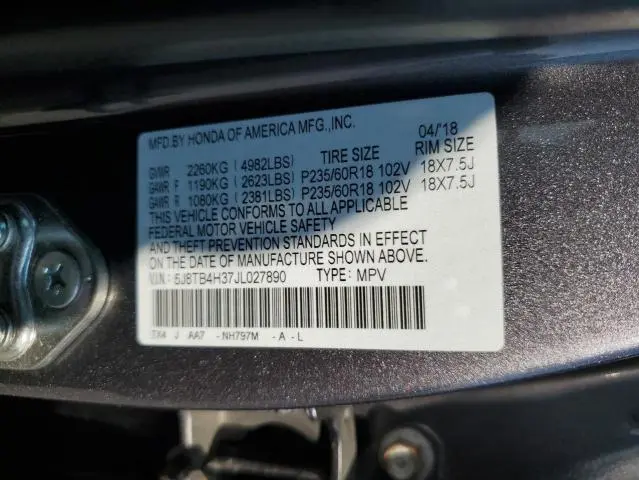 MFD.BY HONDA OF AMERICA MFG.,INC. 04/'18
TIRE SIZE RIM SIZE
GVWR 2260KG ( 4982LBS)
GAWR F 1190KG ( 2623LBS) P235/60R18 102V 18X7.5J
GAWR R 1080KG ( 2381LBS) P235/60R18 102V 18X7.5J
THIS VEHICLE CONFORMS TO ALL APPLICABLE
FEDERAL MOTOR VEHICLE SAFETY
AND THEFT PREVENTION STANDARDS IN EFFECT
ON THE DATE OF MANUFACTURE SHOWN ABOVE.
V.I.N.: 5J8TB4H37JL027890 TYPE: MPV
TX4 J AA7 - NH797M - A - L